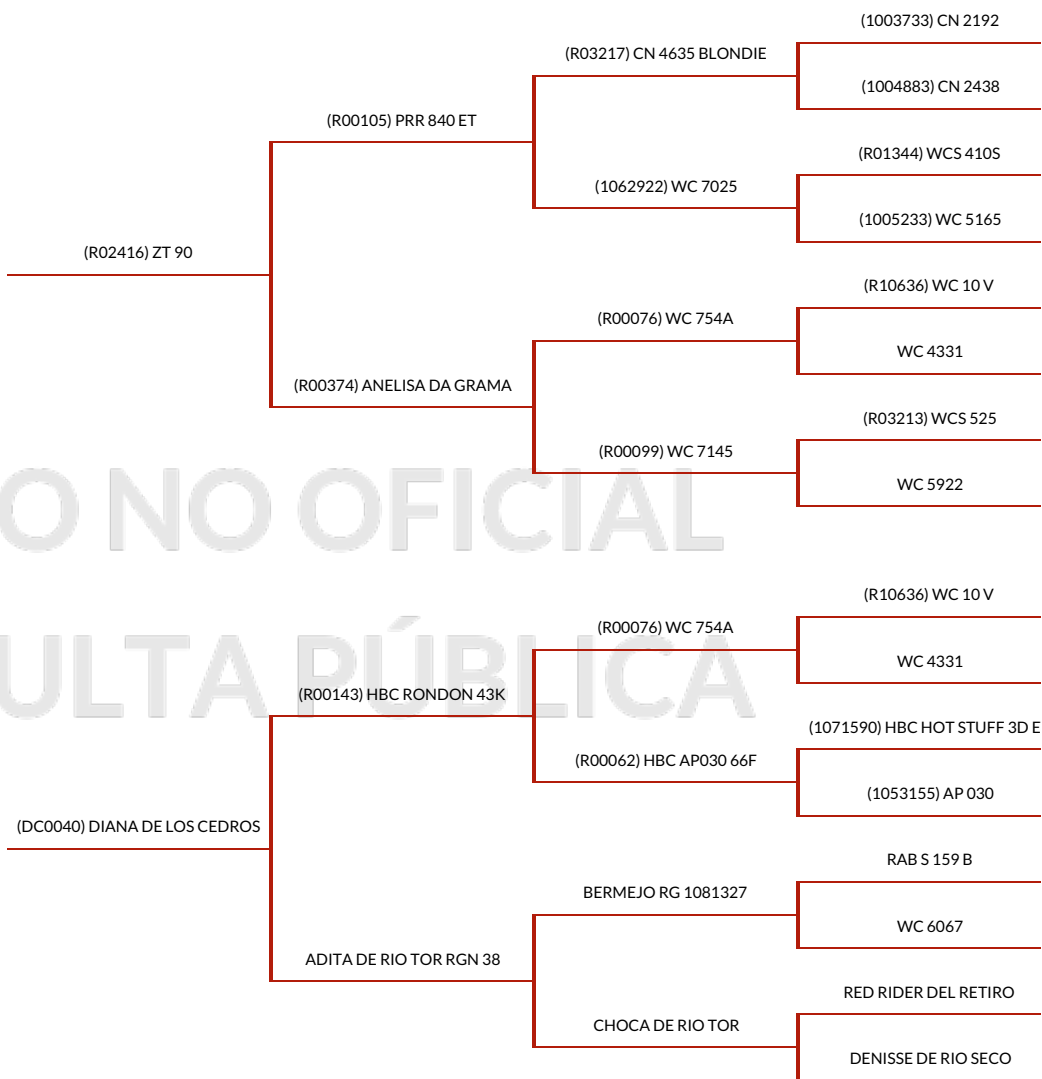 (1003733) CN 2192
(R03217) CN 4635 BLONDIE
(1004883) CN 2438
(R00105) PRR 840 ET
(R01344) WCS 410S
(1062922) WC 7025
(1005233) WC 5165
(R02416) ZT 90
(R10636) WC 10 V
(R00076) WC 754A
WC 4331
(R00374) ANELISA DA GRAMA
(R03213) WCS 525
(R00099) WC 7145
WC 5922
O NO OFICIAL
(R10636) WC 10 V
(R00076) WC 754A
WC 4331
ULTA PÚBLICA
(R00143) HBC RONDON 43K
(1071590) HBC HOT STUFF 3D E
(R00062) HBC AP030 66F
(1053155) AP 030
(DC0040) DIANA DE LOS CEDROS
RAB S 159 B
BERMEJO RG 1081327
WC 6067
ADITA DE RIO TOR RGN 38
RED RIDER DEL RETIRO
CHOCA DE RIO TOR
DENISSE DE RIO SECO